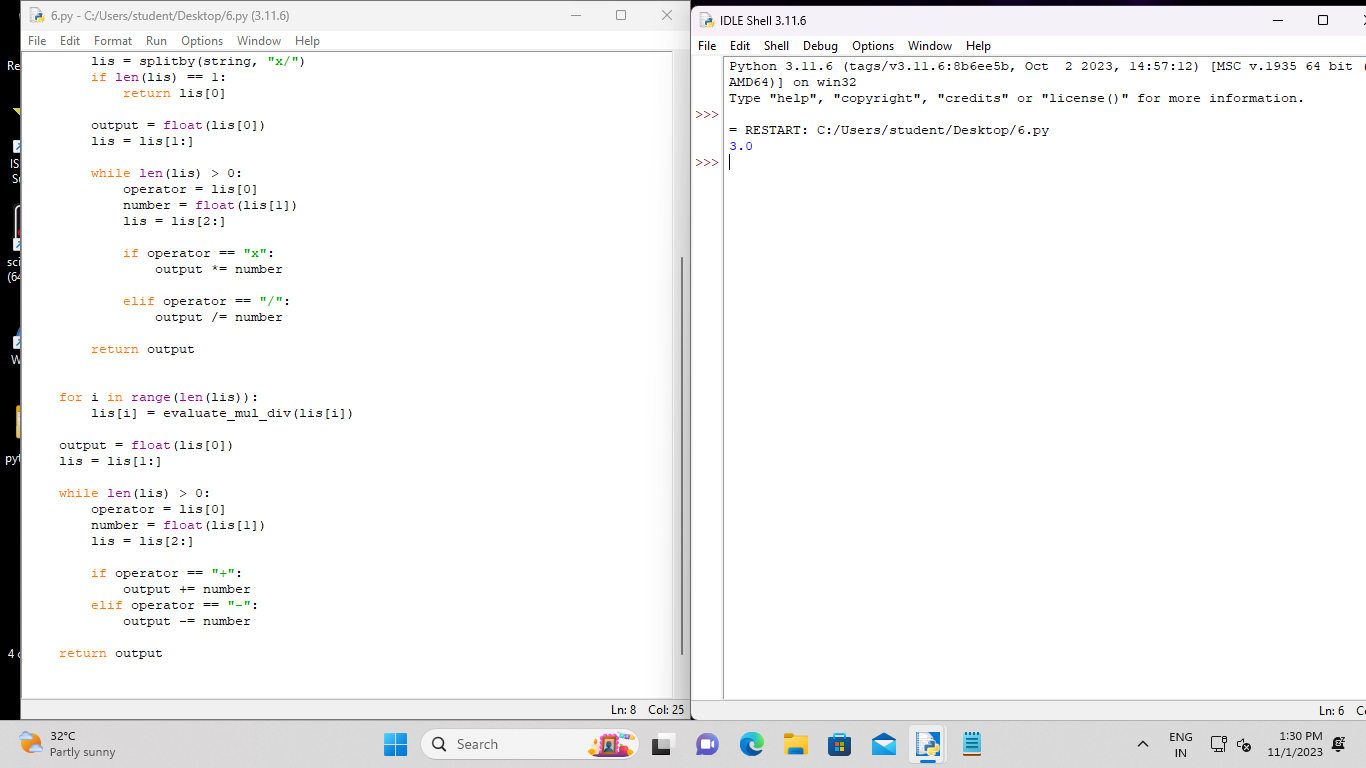 6.py - C:/Users/student/Desktop/6.py (3.11.6)
File Edit Format Run Options Window Help
lis = splitby(string, "x/")
if len(lis) == 1:
return lis[0]
output = float(lis[0])
lis = lis[1:]
while len(lis) > 0:
operator = lis[0]
number = float(lis[1])
lis = lis[2:]
if operator == "x":
output *= number
elif operator == "/":
output /= number
return output
for i in range(len(lis)):
lis[i] = evaluate_mul_div(lis[i])
output = float(lis[0])
lis = lis[1:]
while len(lis) > 0:
operator = lis[0]
number = float(lis[1])
lis = lis[2:]
if operator == "+":
output += number
elif operator == "-":
output -= number
return output
Ln: 8 Col: 25
IDLE Shell 3.11.6
File Edit Shell Debug Options Window Help
Python 3.11.6 (tags/v3.11.6:8b6ee5b, Oct  2 2023, 14:57:12) [MSC v.1935 64 bit (
AMD64)] on win32
Type "help", "copyright", "credits" or "license()" for more information.
>>>
= RESTART: C:/Users/student/Desktop/6.py
3.0
>>>
Ln: 6
32°C
Partly sunny
Search
ENG
IN
1:30 PM
11/1/2023